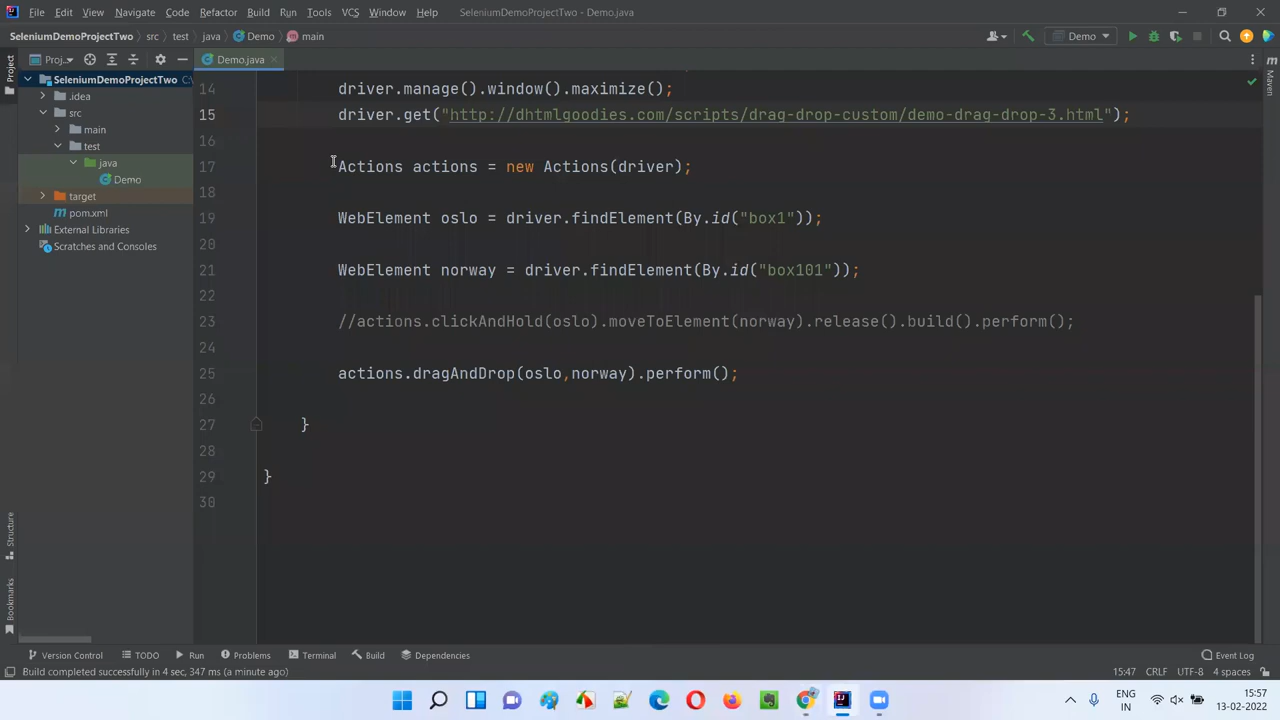 File Edit View Navigate Code Refactor Build Run Tools VCS Window Help SeleniumDemoProjectTwo - Demo.java
SeleniumDemoProjectTwo src test java Demo main Demo
Project Proj... Demo.java Maven
SeleniumDemoProjectTwo C:\
.idea
src
main
test
java
Demo
target
pom.xml
External Libraries
Scratches and Consoles
14 driver.manage().window().maximize();
15 driver.get("http://dhtmlgoodies.com/scripts/drag-drop-custom/demo-drag-drop-3.html");
16
17 Actions actions = new Actions(driver);
18
19 WebElement oslo = driver.findElement(By.id("box1"));
20
21 WebElement norway = driver.findElement(By.id("box101"));
22
23 //actions.clickAndHold(oslo).moveToElement(norway).release().build().perform();
24
25 actions.dragAndDrop(oslo,norway).perform();
26
27 }
28
29 }
30
Structure
Bookmarks
Version Control TODO Run Problems Terminal Build Dependencies Event Log
Build completed successfully in 4 sec, 347 ms (a minute ago) 15:47 CRLF UTF-8 4 spaces
ENG IN 15:57 13-02-2022